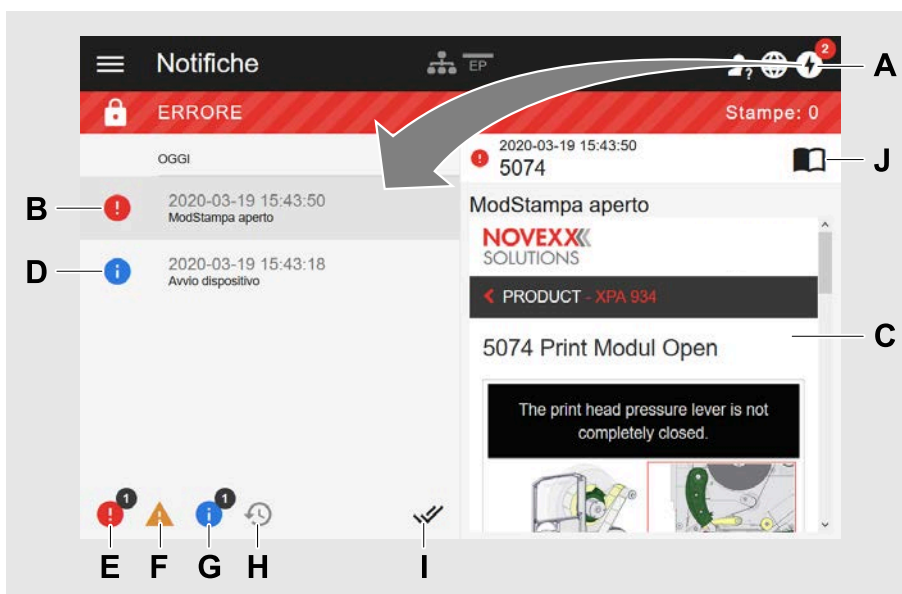 Notifiche
EP
2
A
ERRORE
Stampe: 0
OGGI
2020-03-19 15:43:50
5074
J
B
2020-03-19 15:43:50
ModStampa aperto
ModStampa aperto
NOVEXX
SOLUTIONS
D
2020-03-19 15:43:18
Avvio dispositivo
PRODUCT - XPA 934
C
5074 Print Modul Open
The print head pressure lever is not
completely closed.
1
1
E
F
G
H
I